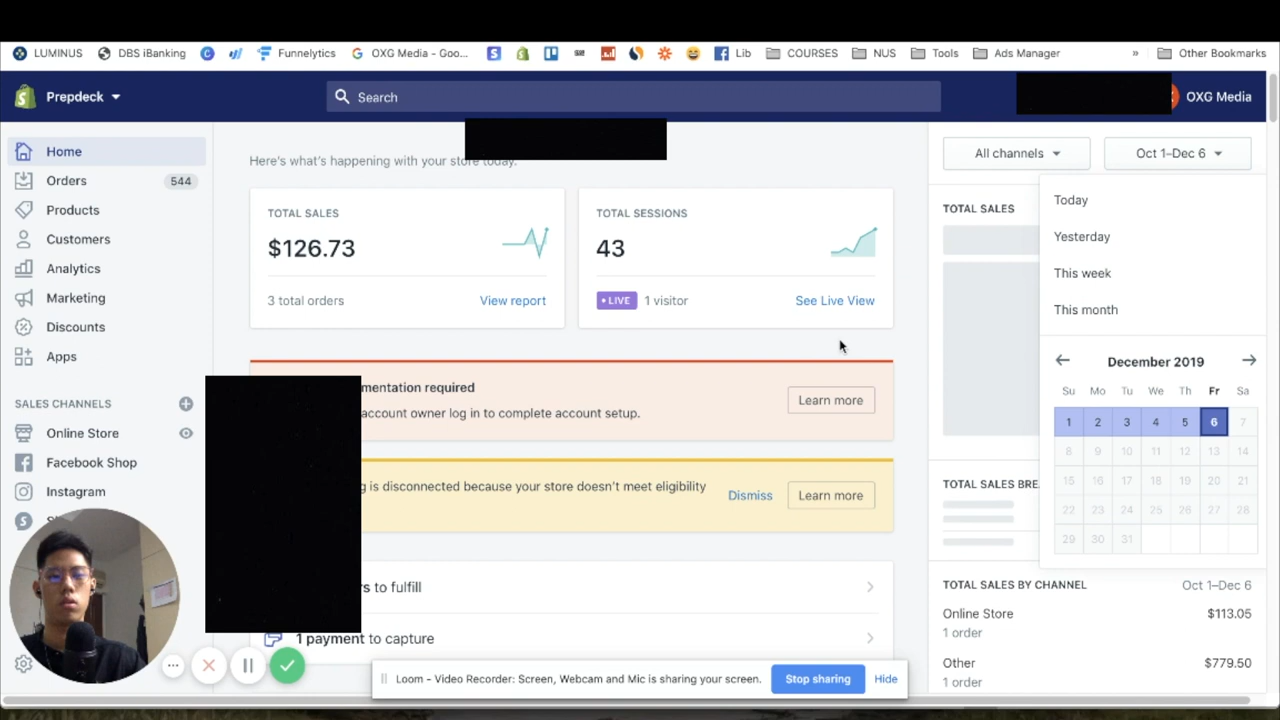 LUMINUS DBS iBanking Funnelytics OXG Media - Goo... Lib COURSES NUS Tools Ads Manager » Other Bookmarks
Prepdeck Search OXG Media
Home
Orders 544
Products
Customers
Analytics
Marketing
Discounts
Apps
SALES CHANNELS
Online Store
Facebook Shop
Instagram
Here's what's happening with your store today.
TOTAL SALES
$126.73
3 total orders View report
TOTAL SESSIONS
43
LIVE 1 visitor See Live View
mentation required
account owner log in to complete account setup.
Learn more
is disconnected because your store doesn't meet eligibility
Dismiss Learn more
to fulfill
1 payment to capture
All channels Oct 1–Dec 6
TOTAL SALES
Today
Yesterday
This week
This month
December 2019
Su Mo Tu We Th Fr Sa
1 2 3 4 5 6 7
8 9 10 11 12 13 14
15 16 17 18 19 20 21
22 23 24 25 26 27 28
29 30 31
TOTAL SALES BRE
TOTAL SALES BY CHANNEL Oct 1–Dec 6
Online Store $113.05
1 order
Other $779.50
1 order
Loom - Video Recorder: Screen, Webcam and Mic is sharing your screen. Stop sharing Hide